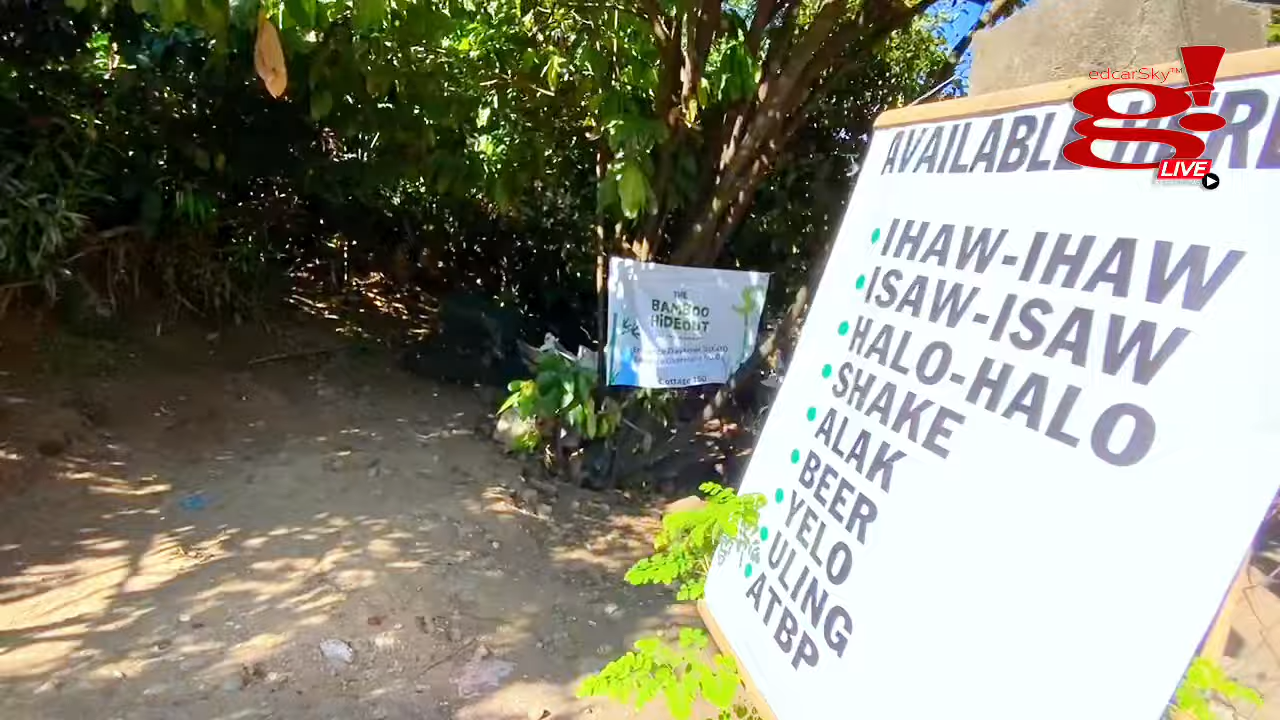 edcarSky™
g!
LIVE
AVAILABLE HERE
IHAW-IHAW
ISAW-ISAW
HALO-HALO
SHAKE
ALAK
BEER
YELO
ULING
ATBP
THE
BAMBOO
HiDEOUT
Cottage